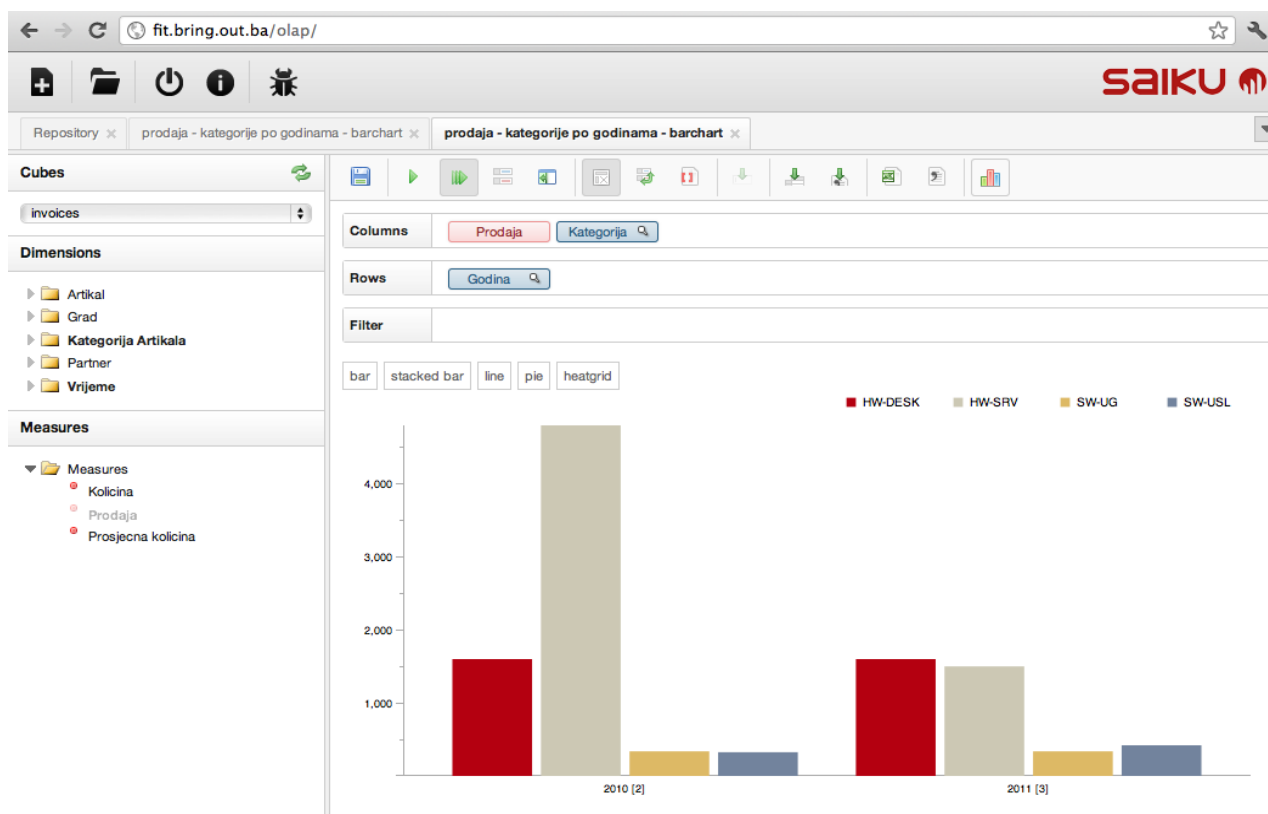 fit.bring.out.ba/olap/
saiku
Repository × prodaja - kategorije po godinama - barchart × prodaja - kategorije po godinama - barchart ×
Cubes
invoices
Dimensions
Artikal
Grad
Kategorija Artikala
Partner
Vrijeme
Measures
Measures
Kolicina
Prodaja
Prosjecna kolicina
Columns Prodaja Kategorija
Rows Godina
Filter
bar stacked bar line pie heatgrid
HW-DESK HW-SRV SW-UG SW-USL
4,000
3,000
2,000
1,000
2010 [2] 2011 [3]